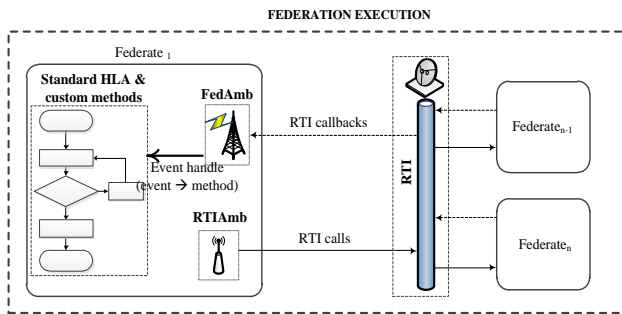 FEDERATION EXECUTION
Federate 1
Standard HLA &
custom methods
FedAmb
RTI callbacks
Event handle
(event → method)
RTIAmb
RTI calls
RTI
Federaten-1
Federaten